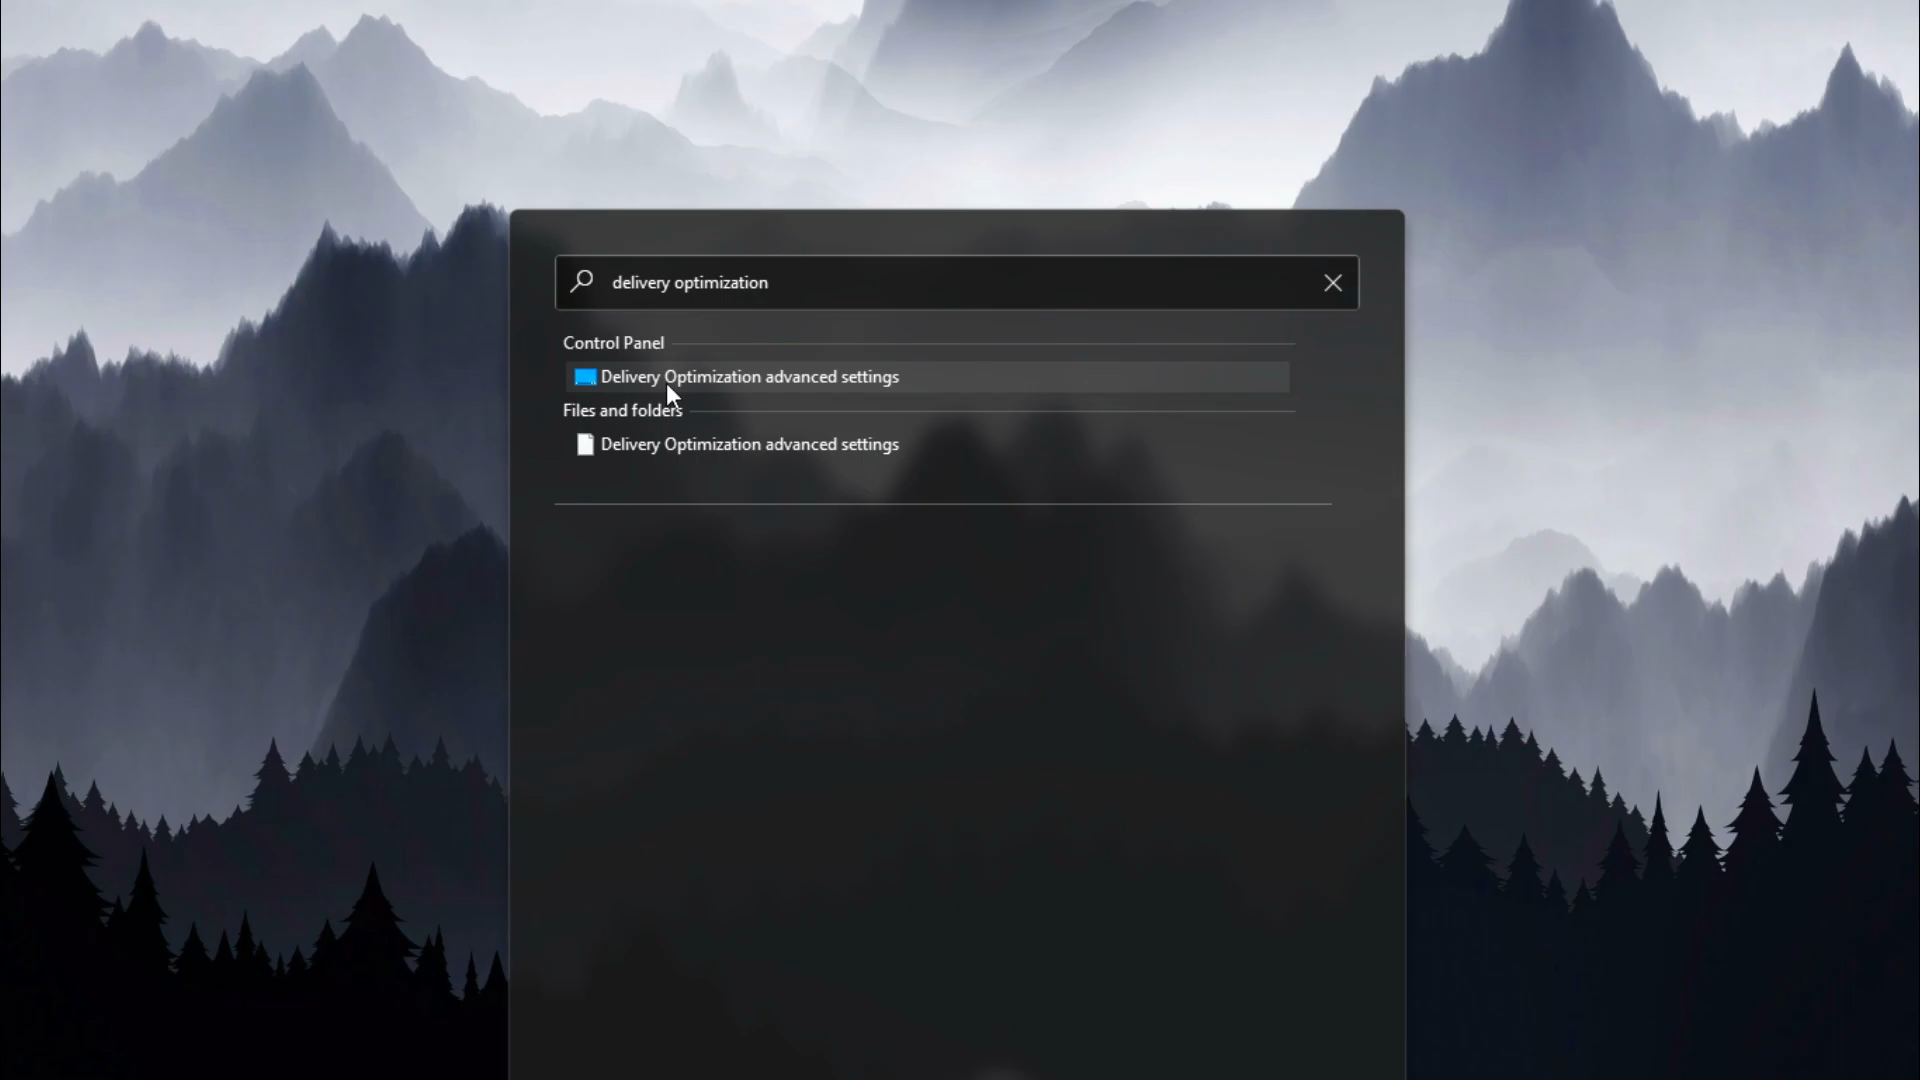 delivery optimization
Control Panel
Delivery Optimization advanced settings
Files and folders
Delivery Optimization advanced settings